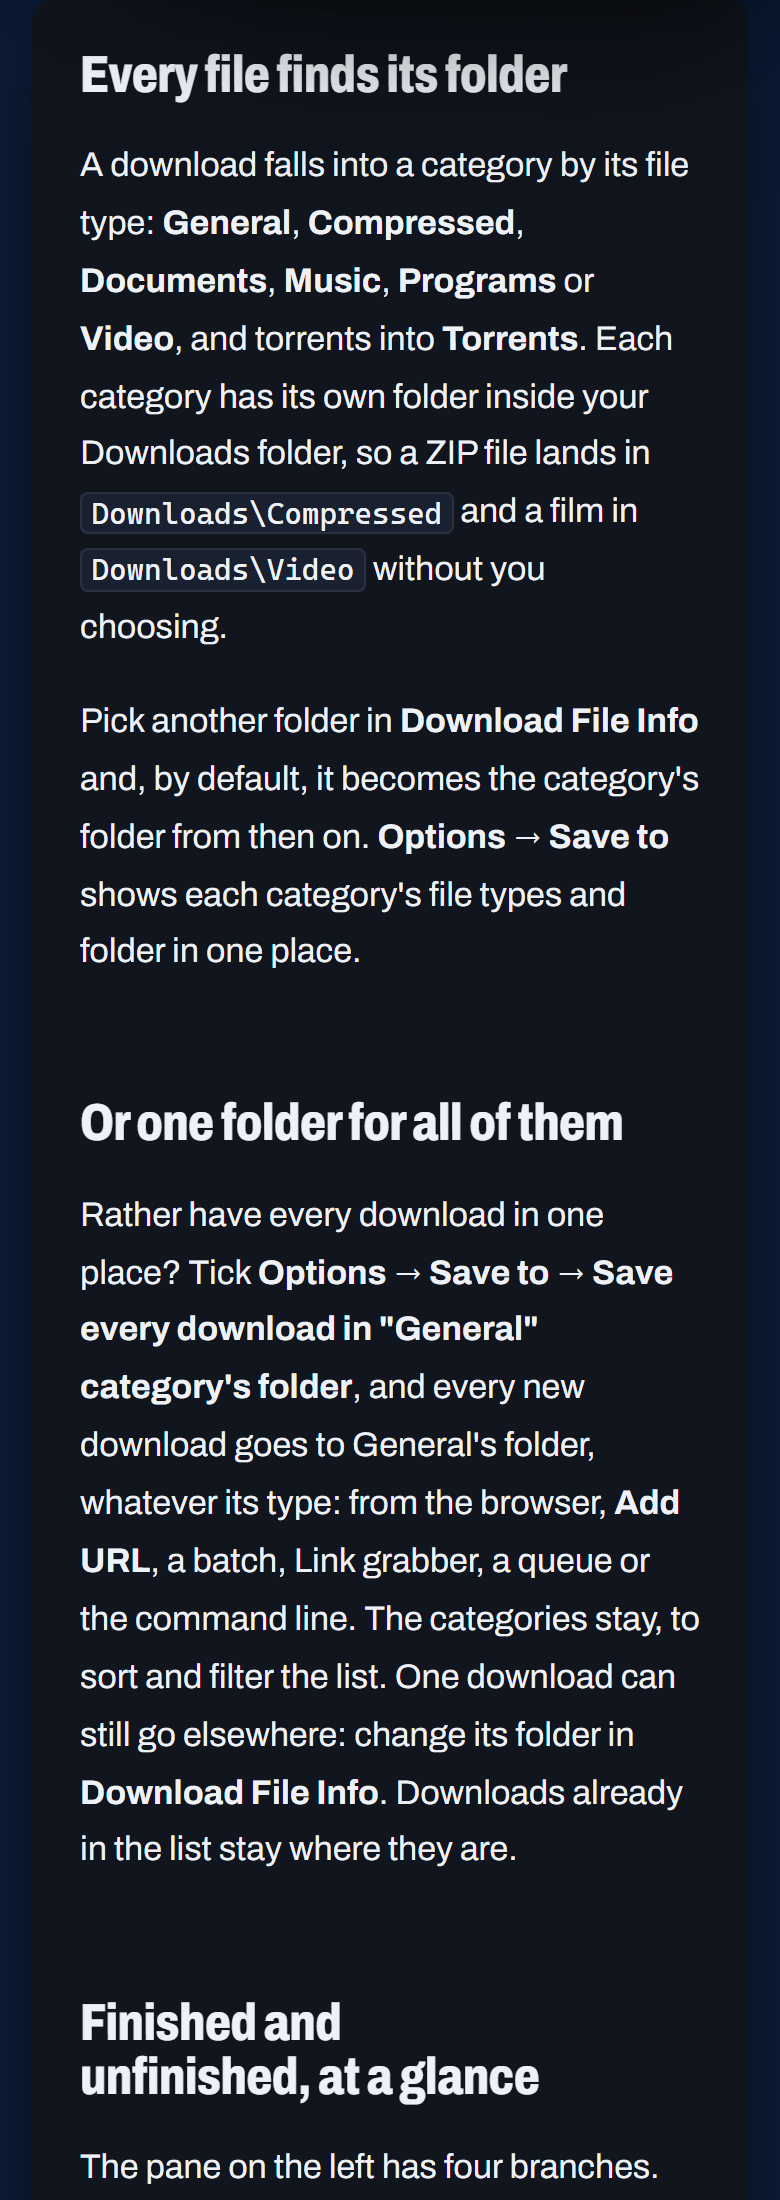 Every file finds its folder
A download falls into a category by its file
type: General, Compressed,
Documents, Music, Programs or
Video, and torrents into Torrents. Each
category has its own folder inside your
Downloads folder, so a ZIP file lands in
Downloads\Compressed and a film in
Downloads\Video without you
choosing.
Pick another folder in Download File Info
and, by default, it becomes the category's
folder from then on. Options → Save to
shows each category's file types and
folder in one place.
Or one folder for all of them
Rather have every download in one
place? Tick Options → Save to → Save
every download in "General"
category's folder, and every new
download goes to General's folder,
whatever its type: from the browser, Add
URL, a batch, Link grabber, a queue or
the command line. The categories stay, to
sort and filter the list. One download can
still go elsewhere: change its folder in
Download File Info. Downloads already
in the list stay where they are.
Finished and
unfinished, at a glance
The pane on the left has four branches.